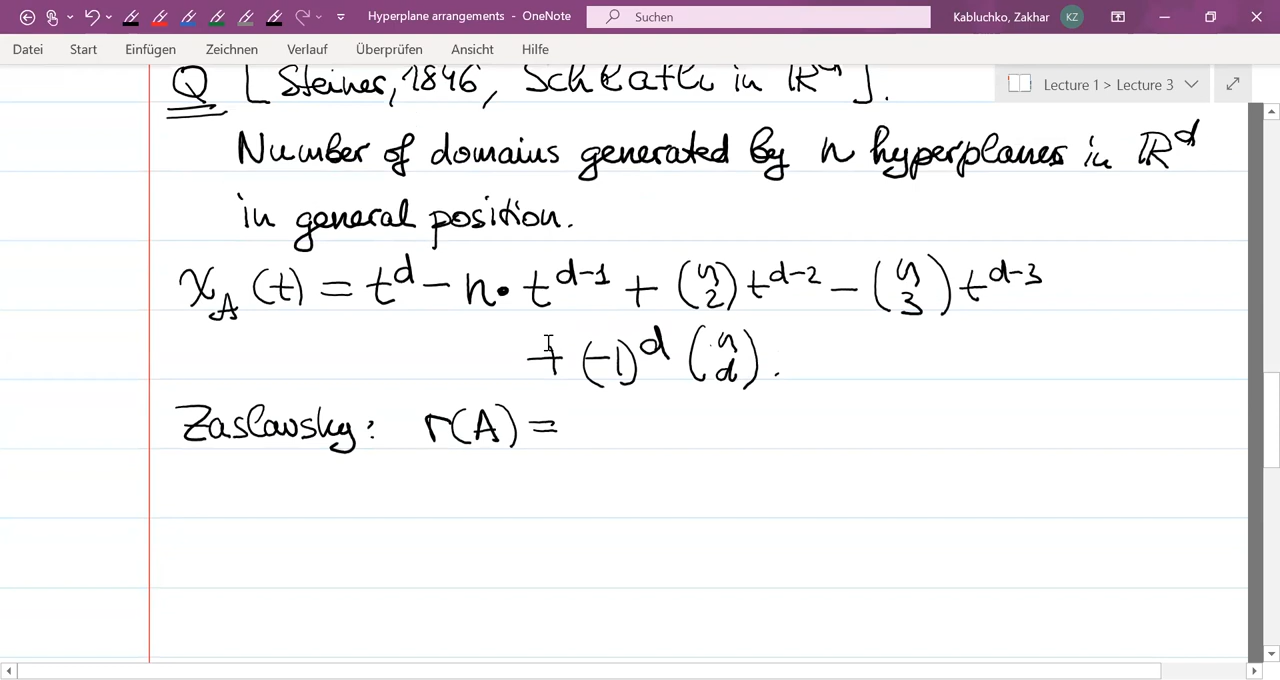 Hyperplane arrangements - OneNote
Suchen
Kabluchko, Zakhar KZ
Datei Start Einfügen Zeichnen Verlauf Überprüfen Ansicht Hilfe
Lecture 1 > Lecture 3
Q [Steiner, 1846, Schläfli in ℝⁿ].
Number of domains generated by n hyperplanes in ℝ^d
in general position.
χ_A (t) = t^d − n · t^{d−1} + (n 2) t^{d−2} − (n 3) t^{d−3}
+ (−1)^d (n d).
Zaslavsky: r(A) =